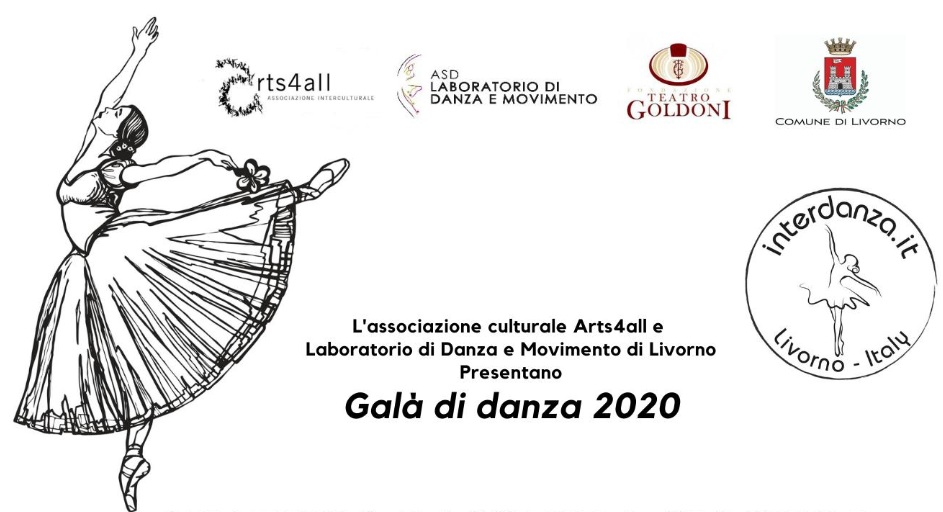 arts4all
ASSOCIAZIONE INTERCULTURALE
ASD
LABORATORIO DI
DANZA E MOVIMENTO
FONDAZIONE
TEATRO
GOLDONI
COMUNE DI LIVORNO
interdanza.it
Livorno - Italy
L'associazione culturale Arts4all e
Laboratorio di Danza e Movimento di Livorno
Presentano
Galà di danza 2020